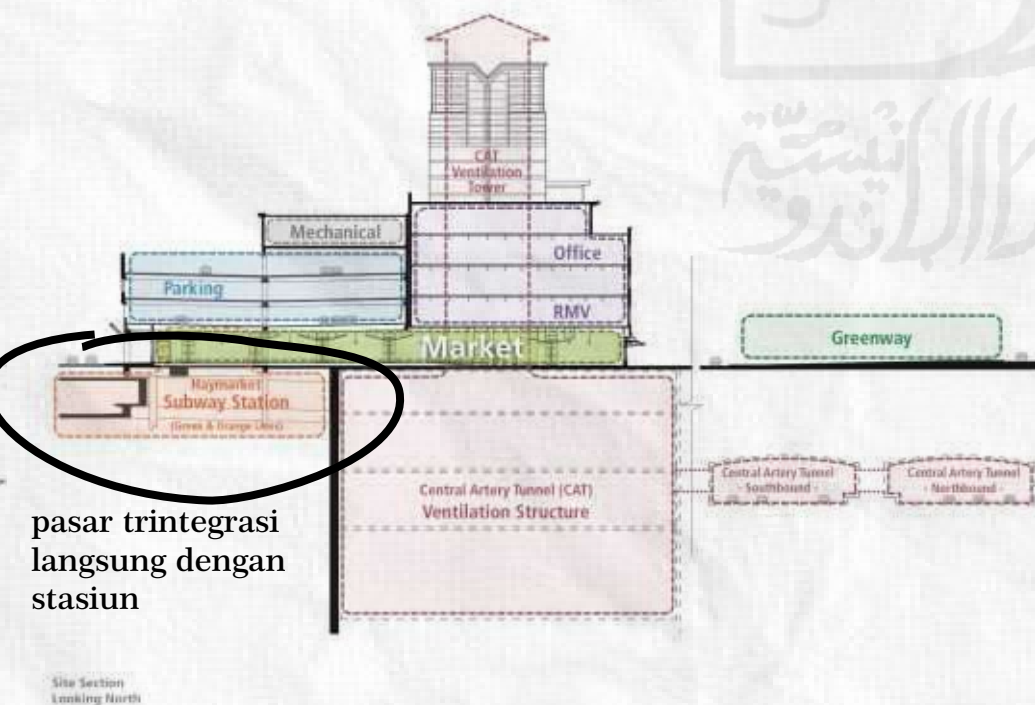 CAT
Ventilation
Tower
Mechanical
Office
Parking
RMV
Market
Greenway
Haymarket
Subway Station
(Green & Orange Lines)
Central Artery Tunnel (CAT)
Ventilation Structure
Central Artery Tunnel
- Southbound -
Central Artery Tunnel
- Northbound -
pasar trintegrasi
langsung dengan
stasiun
Site Section
Looking North